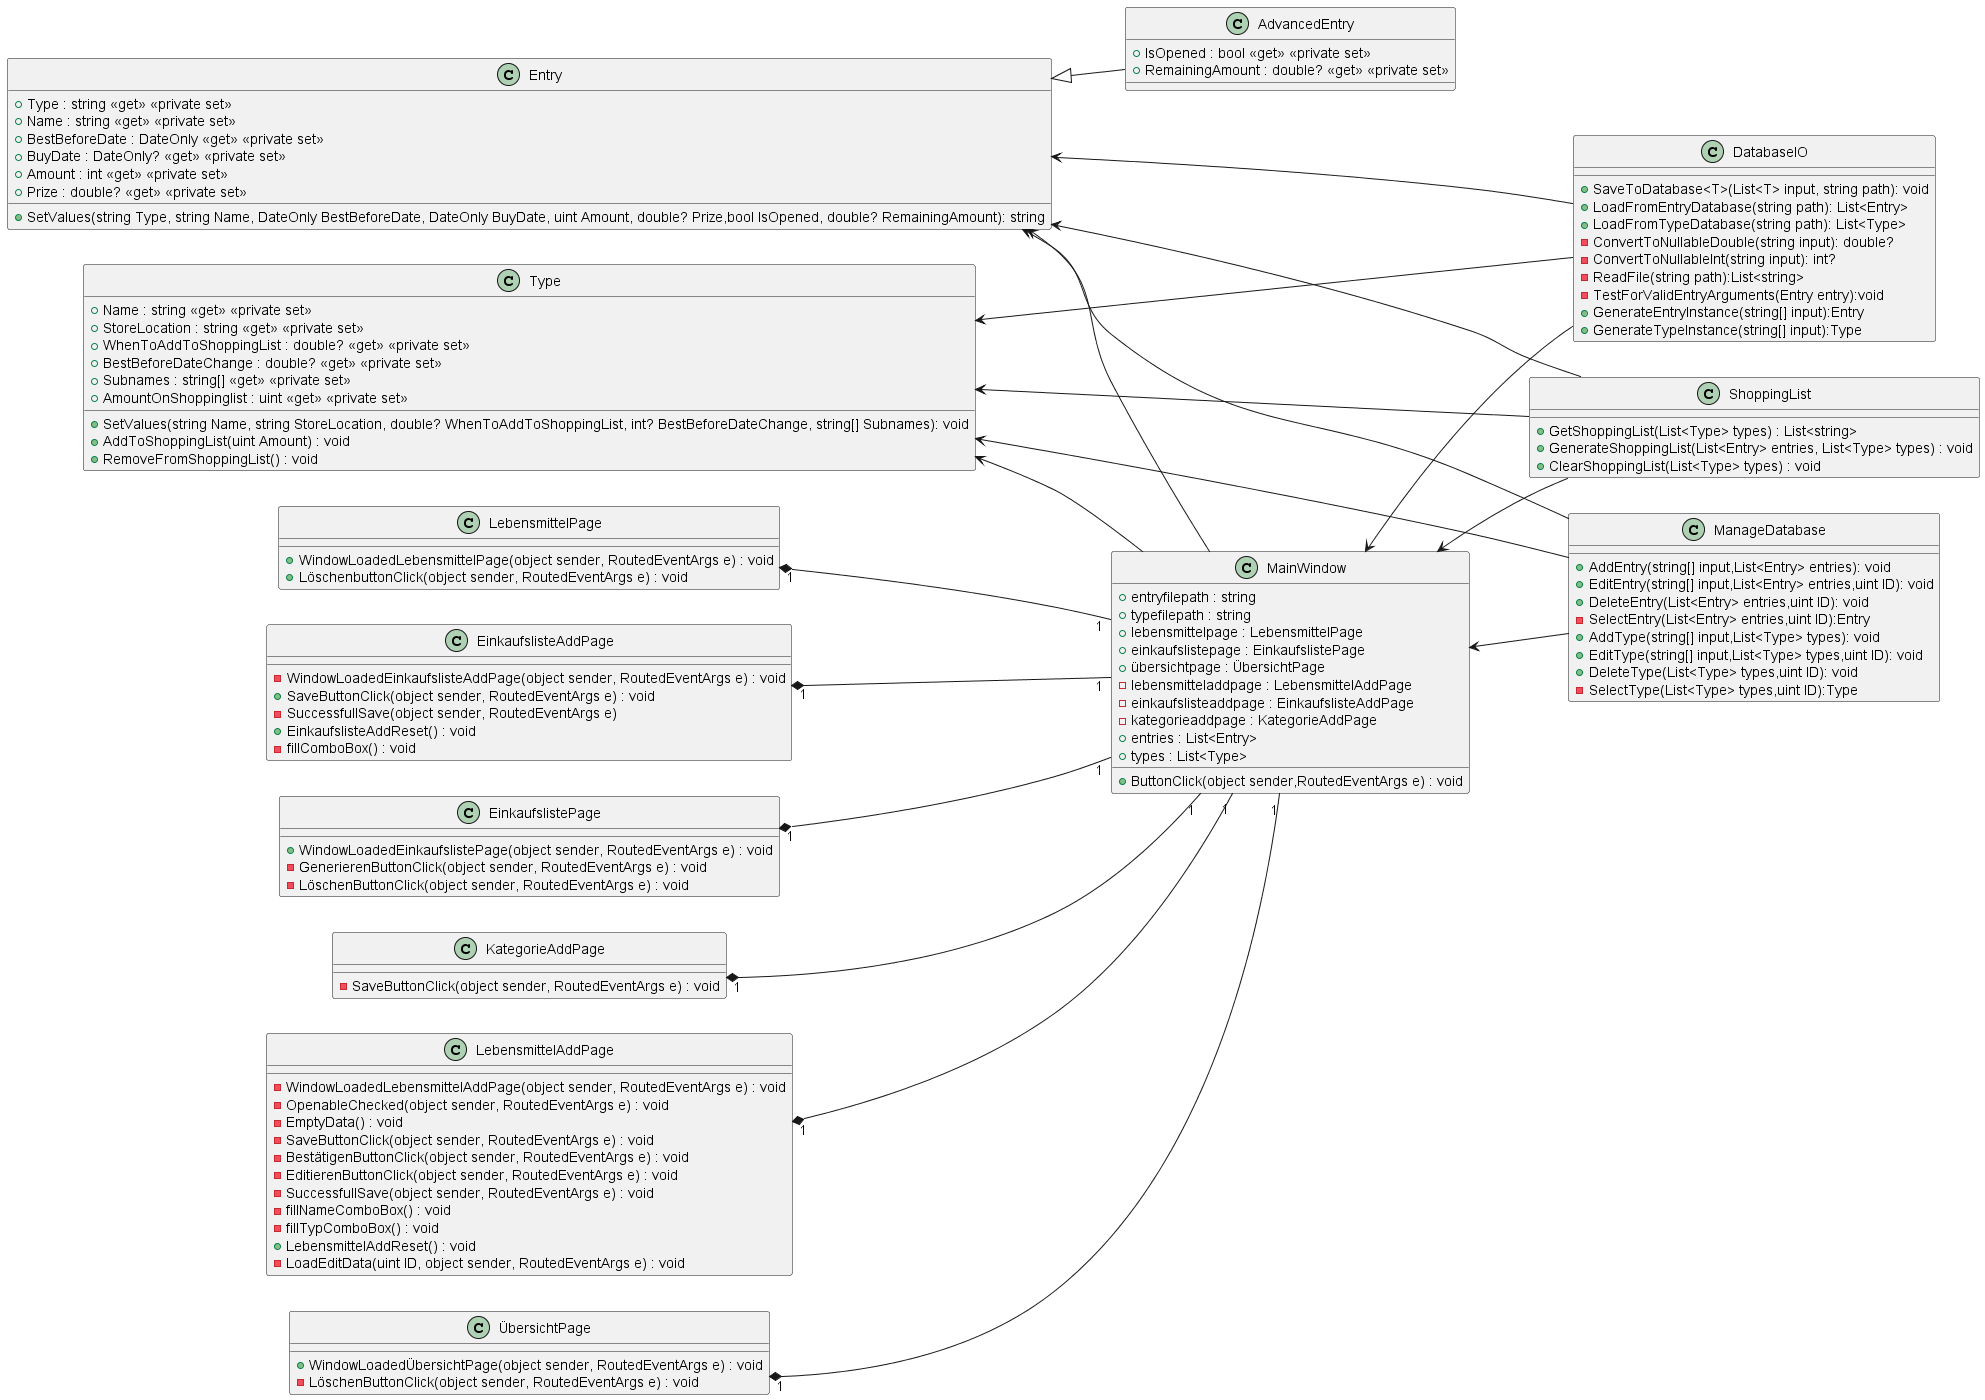 C AdvancedEntry
IsOpened : bool «get» «private set»
RemainingAmount : double? «get» «private set»
C Entry
Type : string «get» «private set»
Name : string «get» «private set»
BestBeforeDate : DateOnly «get» «private set»
BuyDate : DateOnly? «get» «private set»
Amount : int «get» «private set»
Prize : double? «get» «private set»
SetValues(string Type, string Name, DateOnly BestBeforeDate, DateOnly BuyDate, uint Amount, double? Prize,bool IsOpened, double? RemainingAmount): string
C DatabaseIO
SaveToDatabase<T>(List<T> input, string path): void
LoadFromEntryDatabase(string path): List<Entry>
LoadFromTypeDatabase(string path): List<Type>
ConvertToNullableDouble(string input): double?
ConvertToNullableInt(string input): int?
ReadFile(string path):List<string>
TestForValidEntryArguments(Entry entry):void
GenerateEntryInstance(string[] input):Entry
GenerateTypeInstance(string[] input):Type
C Type
Name : string «get» «private set»
StoreLocation : string «get» «private set»
WhenToAddToShoppingList : double? «get» «private set»
BestBeforeDateChange : double? «get» «private set»
Subnames : string[] «get» «private set»
AmountOnShoppinglist : uint «get» «private set»
SetValues(string Name, string StoreLocation, double? WhenToAddToShoppingList, int? BestBeforeDateChange, string[] Subnames): void
AddToShoppingList(uint Amount) : void
RemoveFromShoppingList() : void
C ShoppingList
GetShoppingList(List<Type> types) : List<string>
GenerateShoppingList(List<Entry> entries, List<Type> types) : void
ClearShoppingList(List<Type> types) : void
C LebensmittelPage
WindowLoadedLebensmittelPage(object sender, RoutedEventArgs e) : void
LöschenbuttonClick(object sender, RoutedEventArgs e) : void
1
C ManageDatabase
AddEntry(string[] input,List<Entry> entries): void
EditEntry(string[] input,List<Entry> entries,uint ID): void
DeleteEntry(List<Entry> entries,uint ID): void
SelectEntry(List<Entry> entries,uint ID):Entry
AddType(string[] input,List<Type> types): void
EditType(string[] input,List<Type> types,uint ID): void
DeleteType(List<Type> types,uint ID): void
SelectType(List<Type> types,uint ID):Type
C MainWindow
entryfilepath : string
typefilepath : string
lebensmittelpage : LebensmittelPage
einkaufslistepage : EinkaufslistePage
übersichtpage : ÜbersichtPage
lebensmitteladdpage : LebensmittelAddPage
einkaufslisteaddpage : EinkaufslisteAddPage
kategorieaddpage : KategorieAddPage
entries : List<Entry>
types : List<Type>
ButtonClick(object sender,RoutedEventArgs e) : void
1
1
1
1
1
1
C EinkaufslisteAddPage
WindowLoadedEinkaufslisteAddPage(object sender, RoutedEventArgs e) : void
SaveButtonClick(object sender, RoutedEventArgs e) : void
SuccessfullSave(object sender, RoutedEventArgs e)
EinkaufslisteAddReset() : void
fillComboBox() : void
1
C EinkaufslistePage
WindowLoadedEinkaufslistePage(object sender, RoutedEventArgs e) : void
GenerierenButtonClick(object sender, RoutedEventArgs e) : void
LöschenButtonClick(object sender, RoutedEventArgs e) : void
1
C KategorieAddPage
SaveButtonClick(object sender, RoutedEventArgs e) : void
1
C LebensmittelAddPage
WindowLoadedLebensmittelAddPage(object sender, RoutedEventArgs e) : void
OpenableChecked(object sender, RoutedEventArgs e) : void
EmptyData() : void
SaveButtonClick(object sender, RoutedEventArgs e) : void
BestätigenButtonClick(object sender, RoutedEventArgs e) : void
EditierenButtonClick(object sender, RoutedEventArgs e) : void
SuccessfullSave(object sender, RoutedEventArgs e) : void
fillNameComboBox() : void
fillTypComboBox() : void
LebensmittelAddReset() : void
LoadEditData(uint ID, object sender, RoutedEventArgs e) : void
1
C ÜbersichtPage
WindowLoadedÜbersichtPage(object sender, RoutedEventArgs e) : void
LöschenButtonClick(object sender, RoutedEventArgs e) : void
1